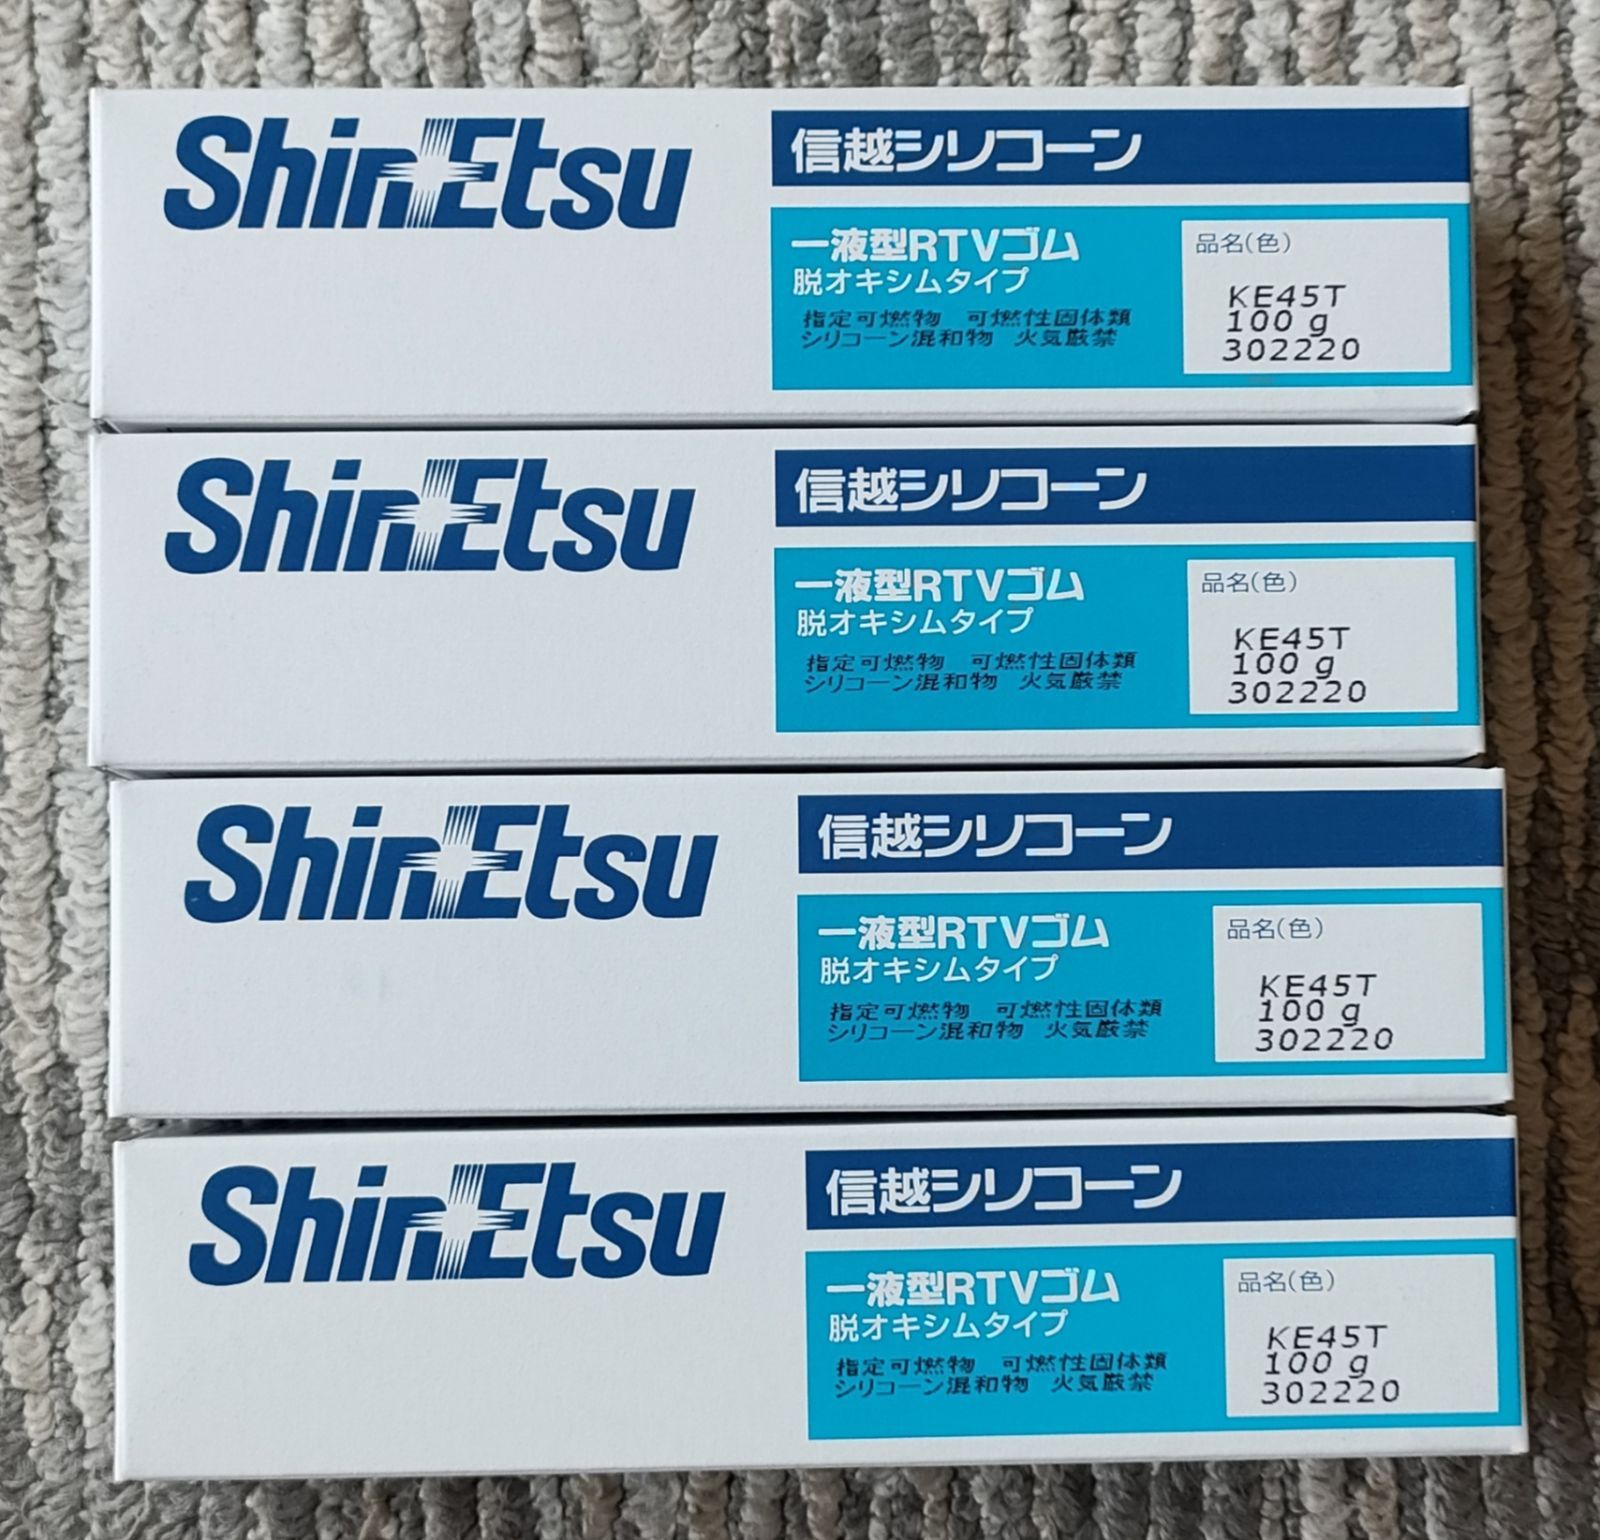 ShinEtsu
信越シリコーン
一液型RTVゴム
脱オキシムタイプ
指定可燃物 可燃性固体類
シリコーン混和物 火気厳禁
品名(色)
KE45T
100 g
302220
ShinEtsu
信越シリコーン
一液型RTVゴム
脱オキシムタイプ
指定可燃物 可燃性固体類
シリコーン混和物 火気厳禁
品名(色)
KE45T
100 g
302220
ShinEtsu
信越シリコーン
一液型RTVゴム
脱オキシムタイプ
指定可燃物 可燃性固体類
シリコーン混和物 火気厳禁
品名(色)
KE45T
100 g
302220
ShinEtsu
信越シリコーン
一液型RTVゴム
脱オキシムタイプ
指定可燃物 可燃性固体類
シリコーン混和物 火気厳禁
品名(色)
KE45T
100 g
302220